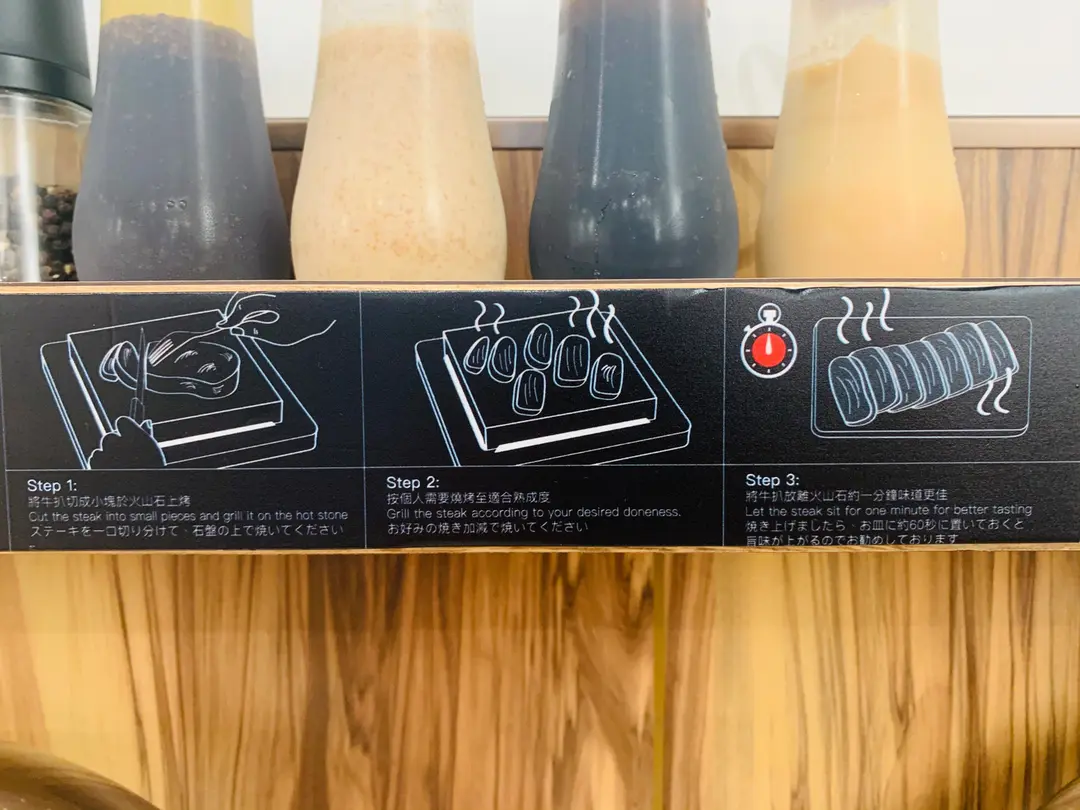 Step 1:
將牛扒切成小塊於火山石上烤
Cut the steak into small pieces and grill it on the hot stone
ステーキを一口切り分けて、石盤の上で焼いてください
Step 2:
按個人需要燒烤至適合熟成度
Grill the steak according to your desired doneness.
お好みの焼き加減で焼いてください
Step 3:
將牛扒放離火山石約一分鐘味道更佳
Let the steak sit for one minute for better tasting
焼き上げましたら、お皿に約60秒に置いておくと
旨味が上がるのでお勧めしております